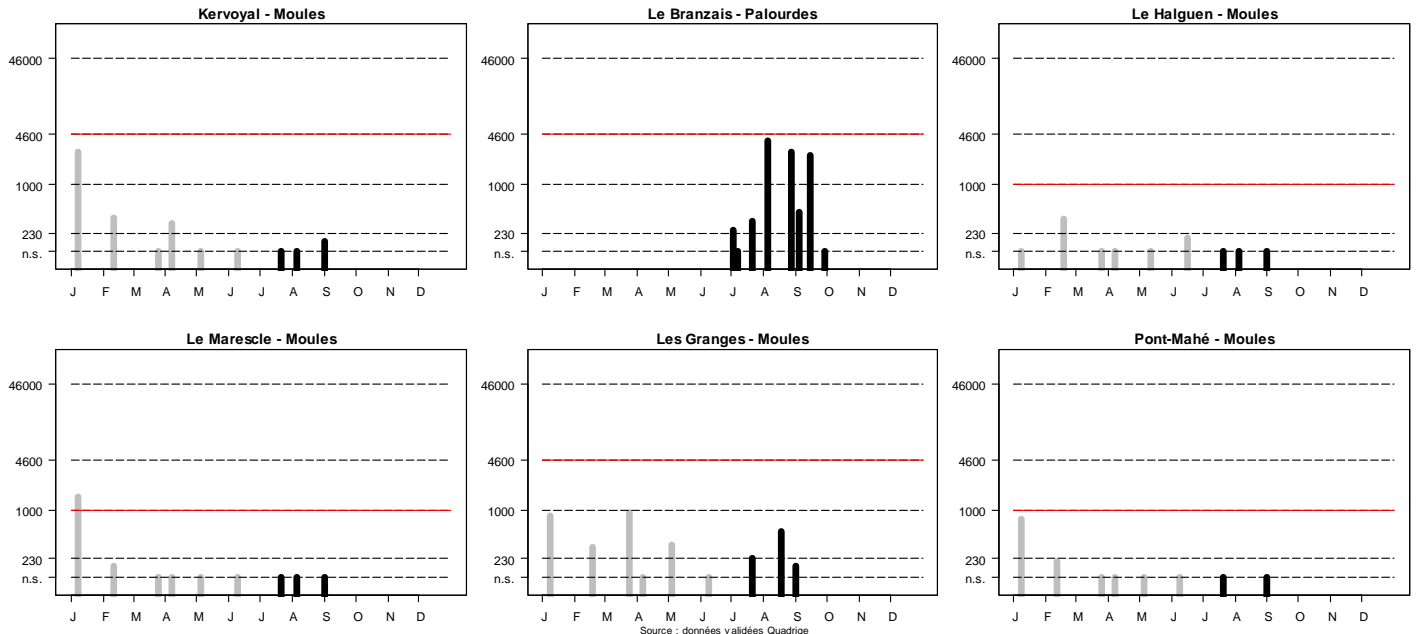 Kervoyal - Moules
46000
4600
1000
230
n.s.
J F M A M J J A S O N D
Le Branzais - Palourdes
46000
4600
1000
230
n.s.
J F M A M J J A S O N D
Le Halguen - Moules
46000
4600
1000
230
n.s.
J F M A M J J A S O N D
Le Marescle - Moules
46000
4600
1000
230
n.s.
J F M A M J J A S O N D
Les Granges - Moules
46000
4600
1000
230
n.s.
J F M A M J J A S O N D
Pont-Mahé - Moules
46000
4600
1000
230
n.s.
J F M A M J J A S O N D
Source : données validées Quadrige